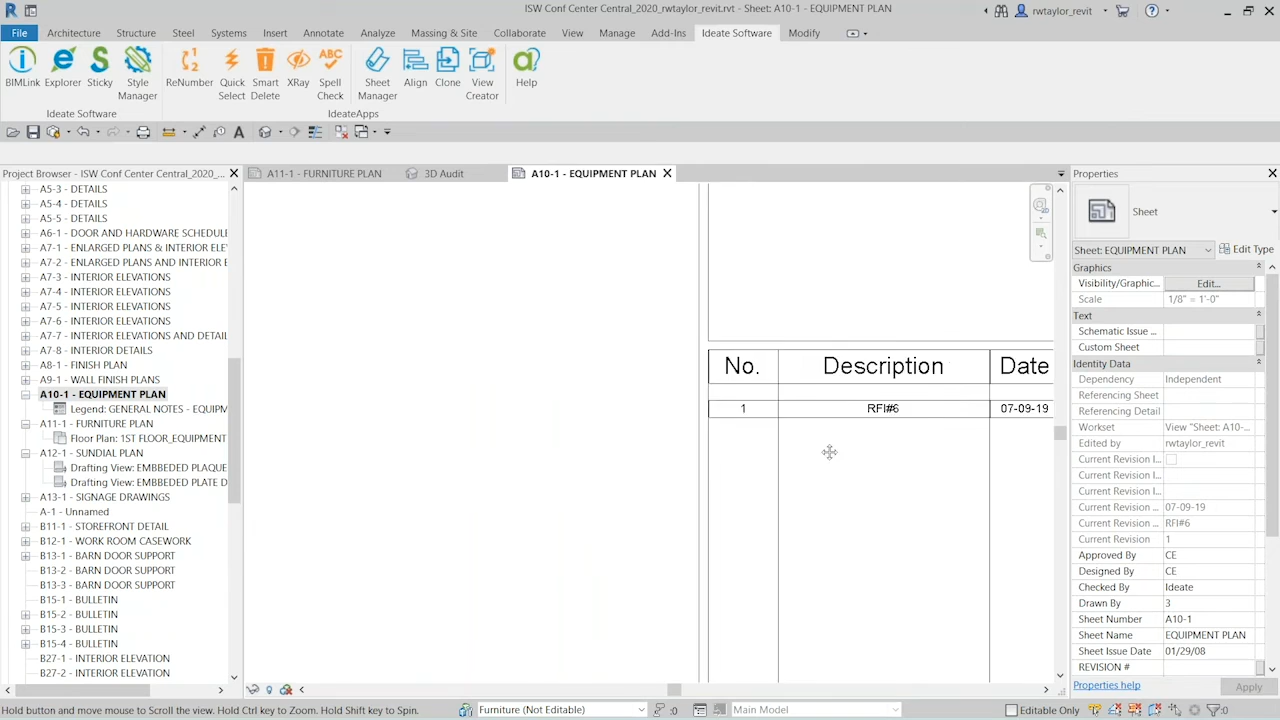 ISW Conf Center Central_2020_rwtaylor_revit.rvt - Sheet: A10-1 - EQUIPMENT PLAN
rwtaylor_revit
File Architecture Structure Steel Systems Insert Annotate Analyze Massing & Site Collaborate View Manage Add-Ins Ideate Software Modify
BIMLink Explorer Sticky Style Manager ReNumber Quick Select Smart Delete XRay Spell Check Sheet Manager Align Clone View Creator Help
Ideate Software IdeateApps
Project Browser - ISW Conf Center Central_2020_...
A5-3 - DETAILS
A5-4 - DETAILS
A5-5 - DETAILS
A6-1 - DOOR AND HARDWARE SCHEDULE
A7-1 - ENLARGED PLANS & INTERIOR ELE
A7-2 - ENLARGED PLANS AND INTERIOR E
A7-3 - INTERIOR ELEVATIONS
A7-4 - INTERIOR ELEVATIONS
A7-5 - INTERIOR ELEVATIONS
A7-6 - INTERIOR ELEVATIONS
A7-7 - INTERIOR ELEVATIONS AND DETAIL
A7-8 - INTERIOR DETAILS
A8-1 - FINISH PLAN
A9-1 - WALL FINISH PLANS
A10-1 - EQUIPMENT PLAN
Legend: GENERAL NOTES - EQUIPM
A11-1 - FURNITURE PLAN
Floor Plan: 1ST FLOOR_EQUIPMENT
A12-1 - SUNDIAL PLAN
Drafting View: EMBBEDED PLAQUE
Drafting View: EMBBEDED PLATE D
A13-1 - SIGNAGE DRAWINGS
A-1 - Unnamed
B11-1 - STOREFRONT DETAIL
B12-1 - WORK ROOM CASEWORK
B13-1 - BARN DOOR SUPPORT
B13-2 - BARN DOOR SUPPORT
B13-3 - BARN DOOR SUPPORT
B15-1 - BULLETIN
B15-2 - BULLETIN
B15-3 - BULLETIN
B15-4 - BULLETIN
B27-1 - INTERIOR ELEVATION
B27-2 - INTERIOR ELEVATION
A11-1 - FURNITURE PLAN 3D Audit A10-1 - EQUIPMENT PLAN
No. Description Date
1 RFI#6 07-09-19
Properties
Sheet
Sheet: EQUIPMENT PLAN Edit Type
Graphics
Visibility/Graphic... Edit...
Scale 1/8" = 1'-0"
Text
Schematic Issue ...
Custom Sheet
Identity Data
Dependency Independent
Referencing Sheet
Referencing Detail
Workset View "Sheet: A10-...
Edited by rwtaylor_revit
Current Revision I...
Current Revision I...
Current Revision I...
Current Revision ... 07-09-19
Current Revision ... RFI#6
Current Revision 1
Approved By CE
Designed By CE
Checked By Ideate
Drawn By 3
Sheet Number A10-1
Sheet Name EQUIPMENT PLAN
Sheet Issue Date 01/29/08
REVISION #
Properties help Apply
Hold button and move mouse to Scroll the view. Hold Ctrl key to Zoom. Hold Shift key to Spin. Furniture (Not Editable) :0 Main Model Editable Only :0